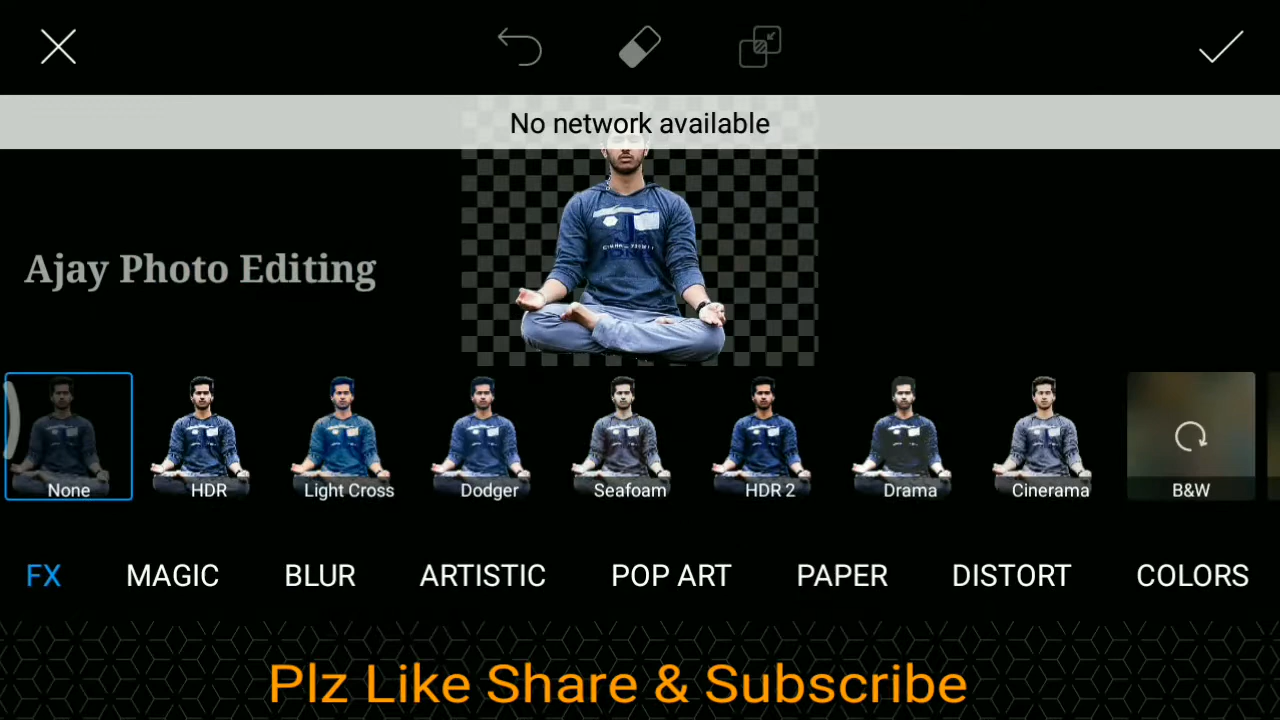 No network available
Ajay Photo Editing
None
HDR
Light Cross
Dodger
Seafoam
HDR 2
Drama
Cinerama
B&W
FX
MAGIC
BLUR
ARTISTIC
POP ART
PAPER
DISTORT
COLORS
Plz Like Share & Subscribe